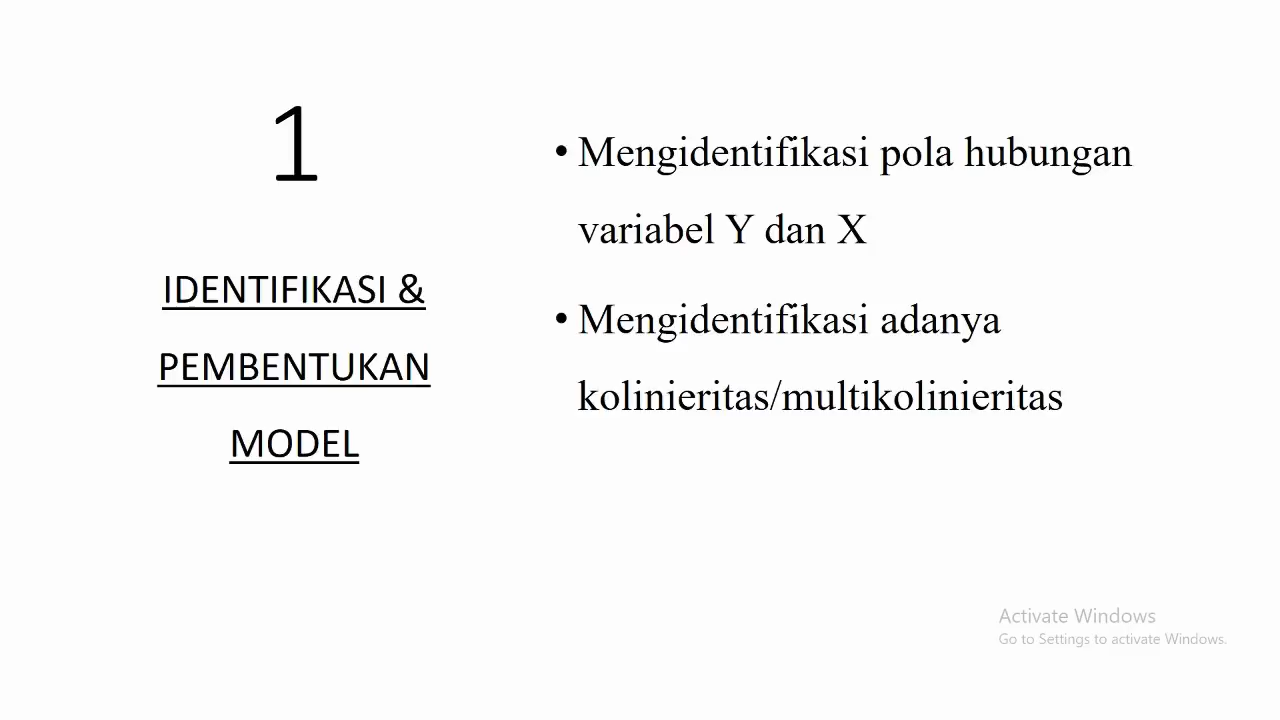 1
IDENTIFIKASI &
PEMBENTUKAN
MODEL
• Mengidentifikasi pola hubungan
variabel Y dan X
• Mengidentifikasi adanya
kolinieritas/multikolinieritas
Activate Windows
Go to Settings to activate Windows.